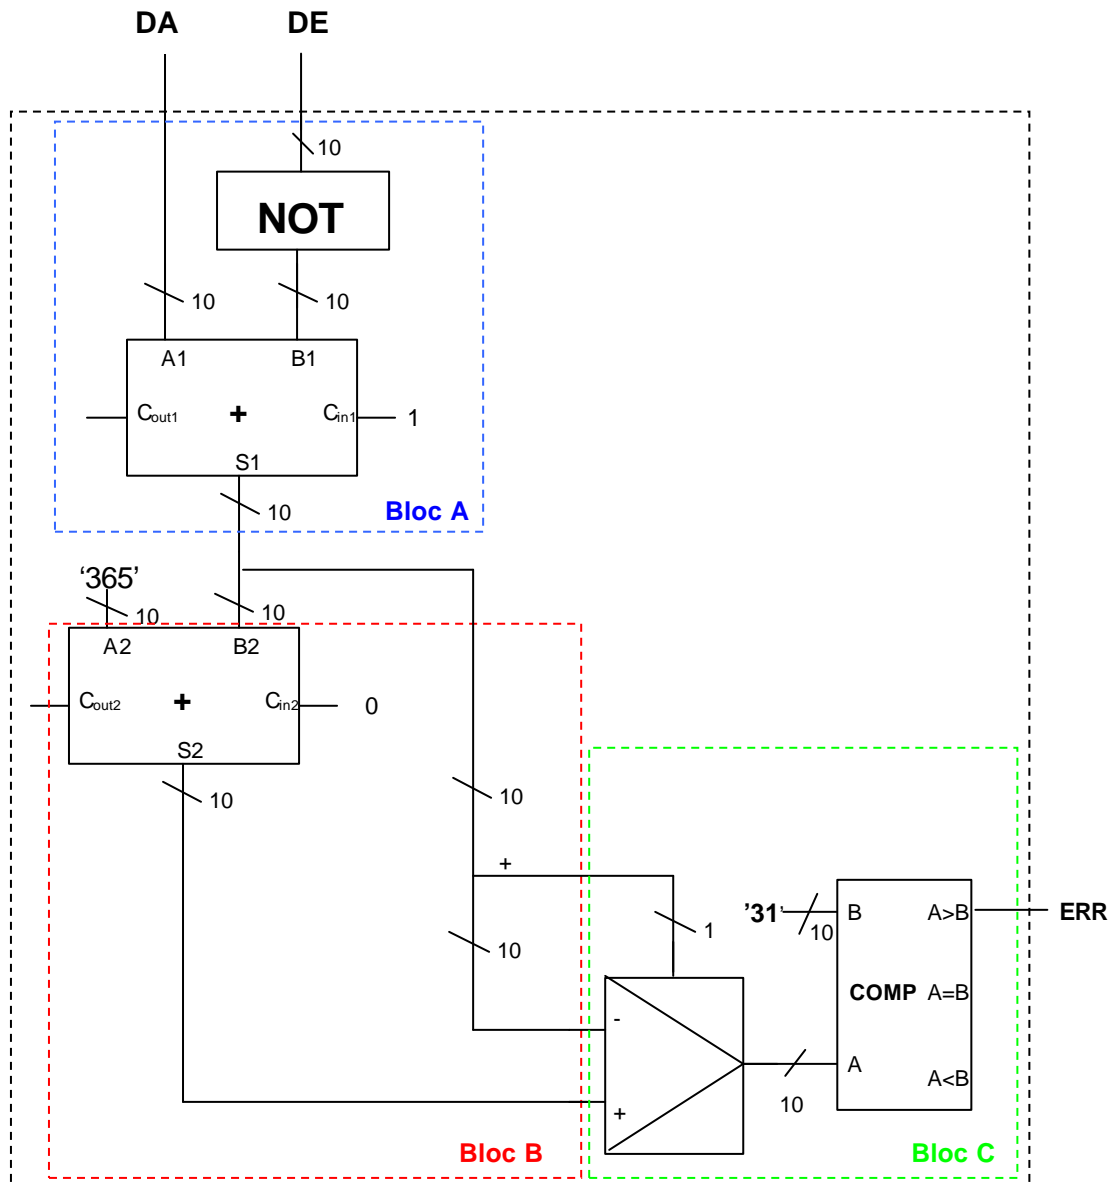 DA DE
10
NOT
10 10
A1 B1
Cout1 + Cin1 1
S1
10
Bloc A
'365'
10 10
A2 B2
Cout2 + Cin2 0
S2
10 10
+
'31' 10 B A>B ERR
10 1
COMP A=B
-
A
10
A<B
+
Bloc B Bloc C